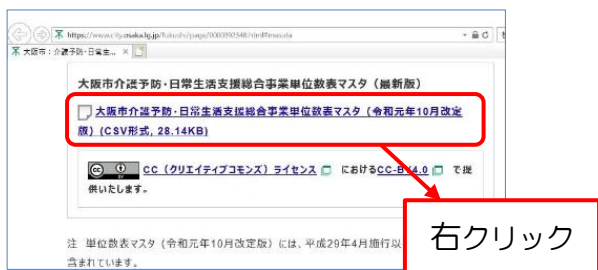 https://www.city.osaka.lg.jp/fukushi/page/0000392348.html#masuta
大阪市：介護予防・日常生… ×
大阪市介護予防・日常生活支援総合事業単位数表マスタ（最新版）
大阪市介護予防・日常生活支援総合事業単位数表マスタ（令和元年10月改定
版）(CSV形式, 28.14KB)
CC（クリエイティブコモンズ）ライセンス における CC-BY4.0 で提
供いたします。
右クリック
注 単位数表マスタ（令和元年10月改定版）には、平成29年4月施行以
含まれています。